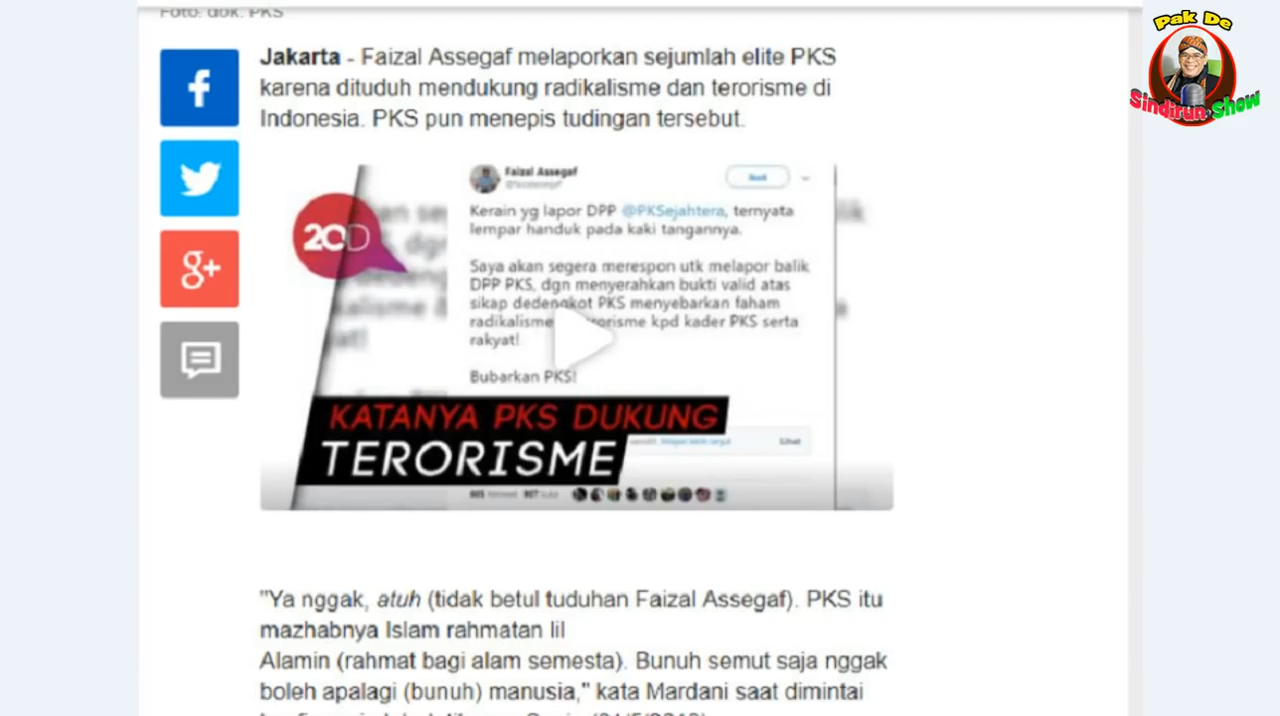 Foto: dok. PKS
Pak De
Sindirun Show
Jakarta - Faizal Assegaf melaporkan sejumlah elite PKS
karena dituduh mendukung radikalisme dan terorisme di
Indonesia. PKS pun menepis tudingan tersebut.
f
g+
20D
Faizal Assegaf
Kerain yg lapor DPP @PKSejahtera, ternyata
lempar handuk pada kaki tangannya.
Saya akan segera merespon utk melapor balik
DPP PKS, dgn menyerahkan bukti valid atas
sikap dedengkot PKS menyebarkan faham
radikalisme terorisme kpd kader PKS serta
rakyat!
Bubarkan PKS!
KATANYA PKS DUKUNG
TERORISME
"Ya nggak, atuh (tidak betul tuduhan Faizal Assegaf). PKS itu
mazhabnya Islam rahmatan lil
Alamin (rahmat bagi alam semesta). Bunuh semut saja nggak
boleh apalagi (bunuh) manusia," kata Mardani saat dimintai